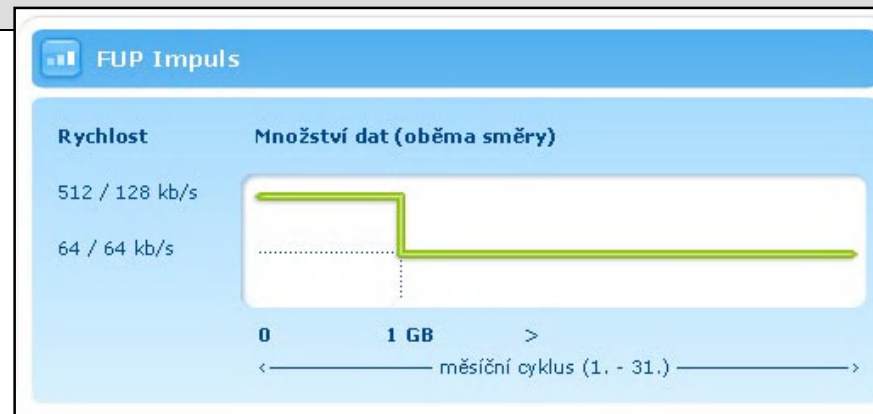 FUP Impuls
Rychlost Množství dat (oběma směry)
512 / 128 kb/s
64 / 64 kb/s
0 1 GB >
měsíční cyklus (1. - 31.)